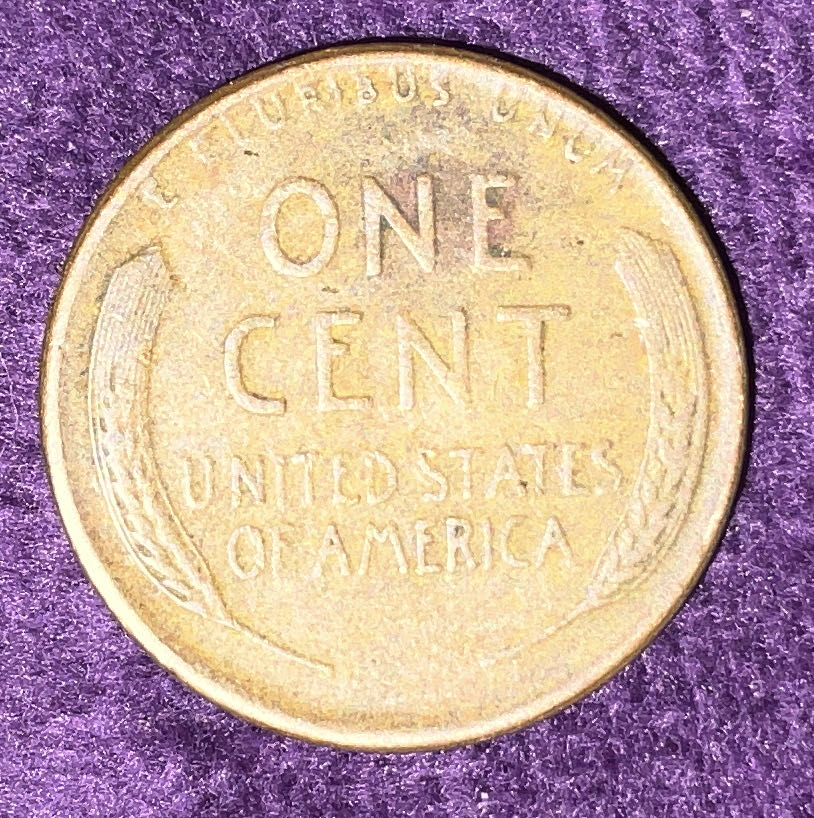 E PLURIBUS UNUM
ONE
CENT
UNITED STATES
OF AMERICA